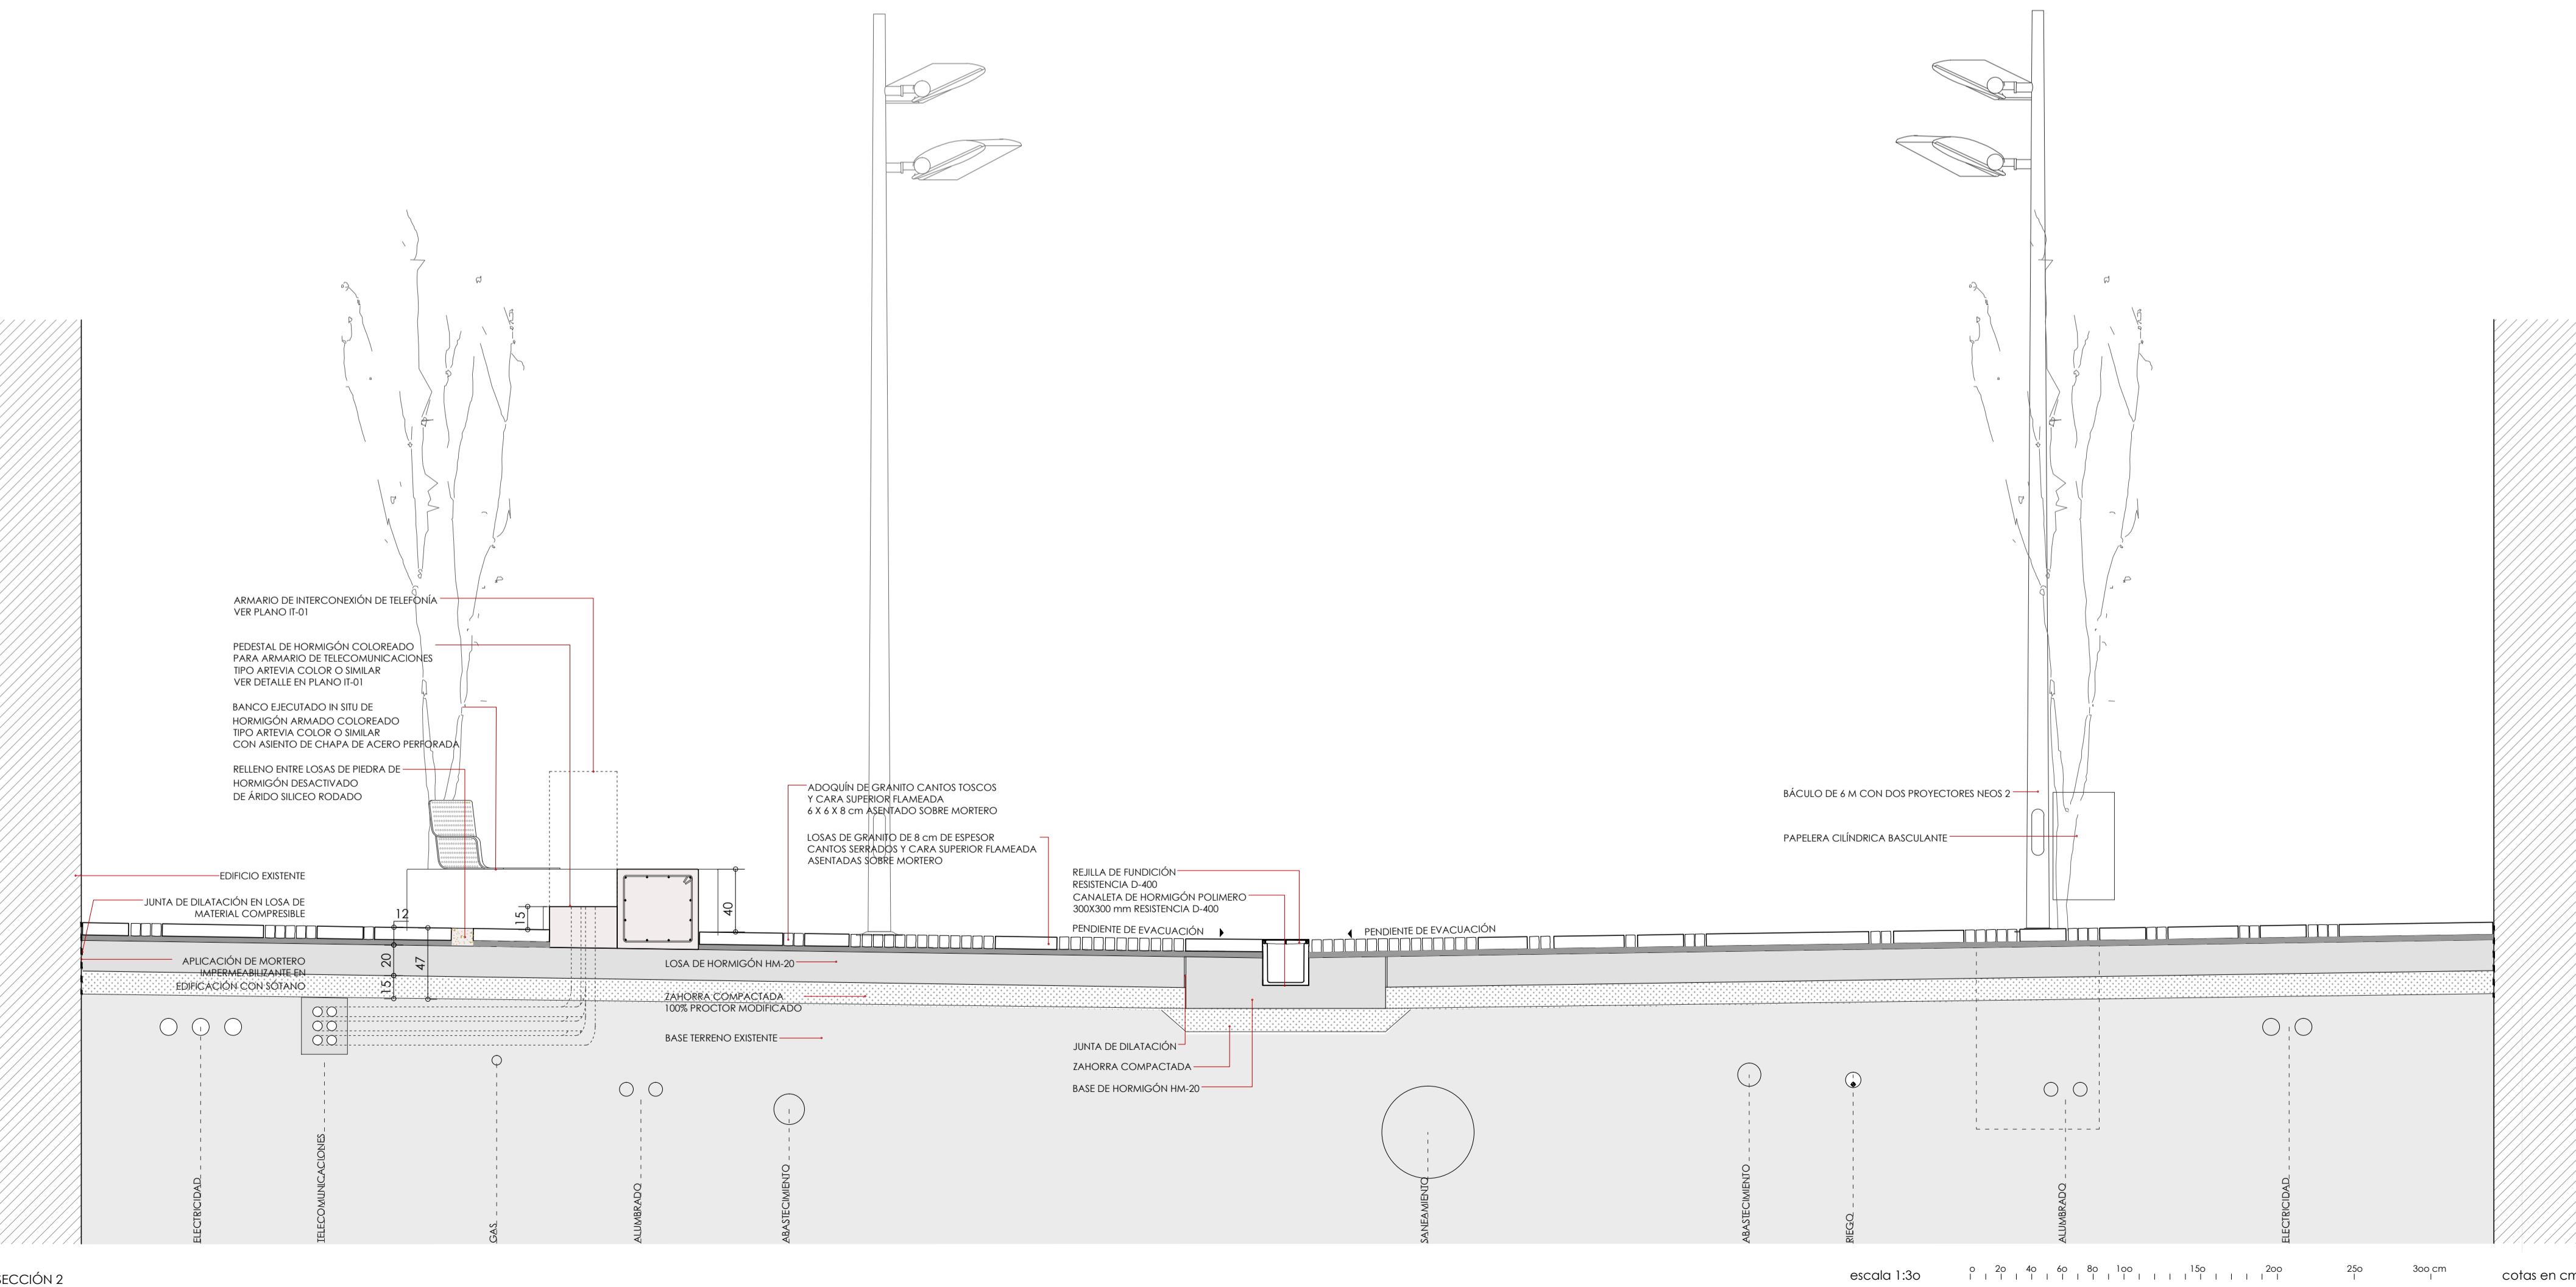 ARMARIO DE INTERCONEXIÓN DE TELEFONÍA
VER PLANO IT-01
PEDESTAL DE HORMIGÓN COLOREADO
PARA ARMARIO DE TELECOMUNICACIONES
TIPO ARTEVIA COLOR O SIMILAR
VER DETALLE EN PLANO IT-01
BANCO EJECUTADO IN SITU DE
HORMIGÓN ARMADO COLOREADO
TIPO ARTEVIA COLOR O SIMILAR
CON ASIENTO DE CHAPA DE ACERO PERFORADA
RELLENO ENTRE LOSAS DE PIEDRA DE
HORMIGÓN DESACTIVADO
DE ÁRIDO SILICEO RODADO
EDIFICIO EXISTENTE
JUNTA DE DILATACIÓN EN LOSA DE
MATERIAL COMPRESIBLE
APLICACIÓN DE MORTERO
IMPERMEABILIZANTE EN
EDIFICACIÓN CON SÓTANO
12
20
15
47
15
40
ADOQUÍN DE GRANITO CANTOS TOSCOS
Y CARA SUPERIOR FLAMEADA
6 X 6 X 8 cm ASENTADO SOBRE MORTERO
LOSAS DE GRANITO DE 8 cm DE ESPESOR
CANTOS SERRADOS Y CARA SUPERIOR FLAMEADA
ASENTADAS SOBRE MORTERO
LOSA DE HORMIGÓN HM-20
ZAHORRA COMPACTADA
100% PROCTOR MODIFICADO
BASE TERRENO EXISTENTE
REJILLA DE FUNDICIÓN
RESISTENCIA D-400
CANALETA DE HORMIGÓN POLIMERO
300X300 mm RESISTENCIA D-400
PENDIENTE DE EVACUACIÓN
PENDIENTE DE EVACUACIÓN
JUNTA DE DILATACIÓN
ZAHORRA COMPACTADA
BASE DE HORMIGÓN HM-20
BÁCULO DE 6 M CON DOS PROYECTORES NEOS 2
PAPELERA CILÍNDRICA BASCULANTE
ELECTRICIDAD
TELECOMUNICACIONES
GAS
ALUMBRADO
ABASTECIMIENTO
SANEAMIENTO
ABASTECIMIENTO
RIEGO
ALUMBRADO
ELECTRICIDAD
SECCIÓN 2
escala 1:3o
o 2o 4o 6o 8o 1oo 15o 2oo 25o 3oo cm
cotas en cm